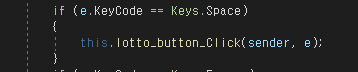 if (e.KeyCode == Keys.Space)
{
this.lotto_button_Click(sender, e);